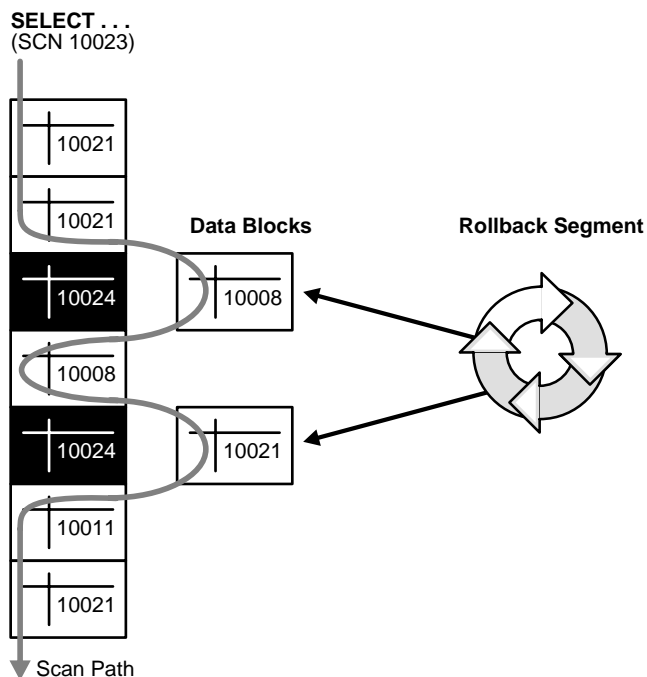 SELECT . . .
(SCN 10023)
10021
10021
Data Blocks
Rollback Segment
10024
10008
10008
10024
10021
10011
10021
Scan Path